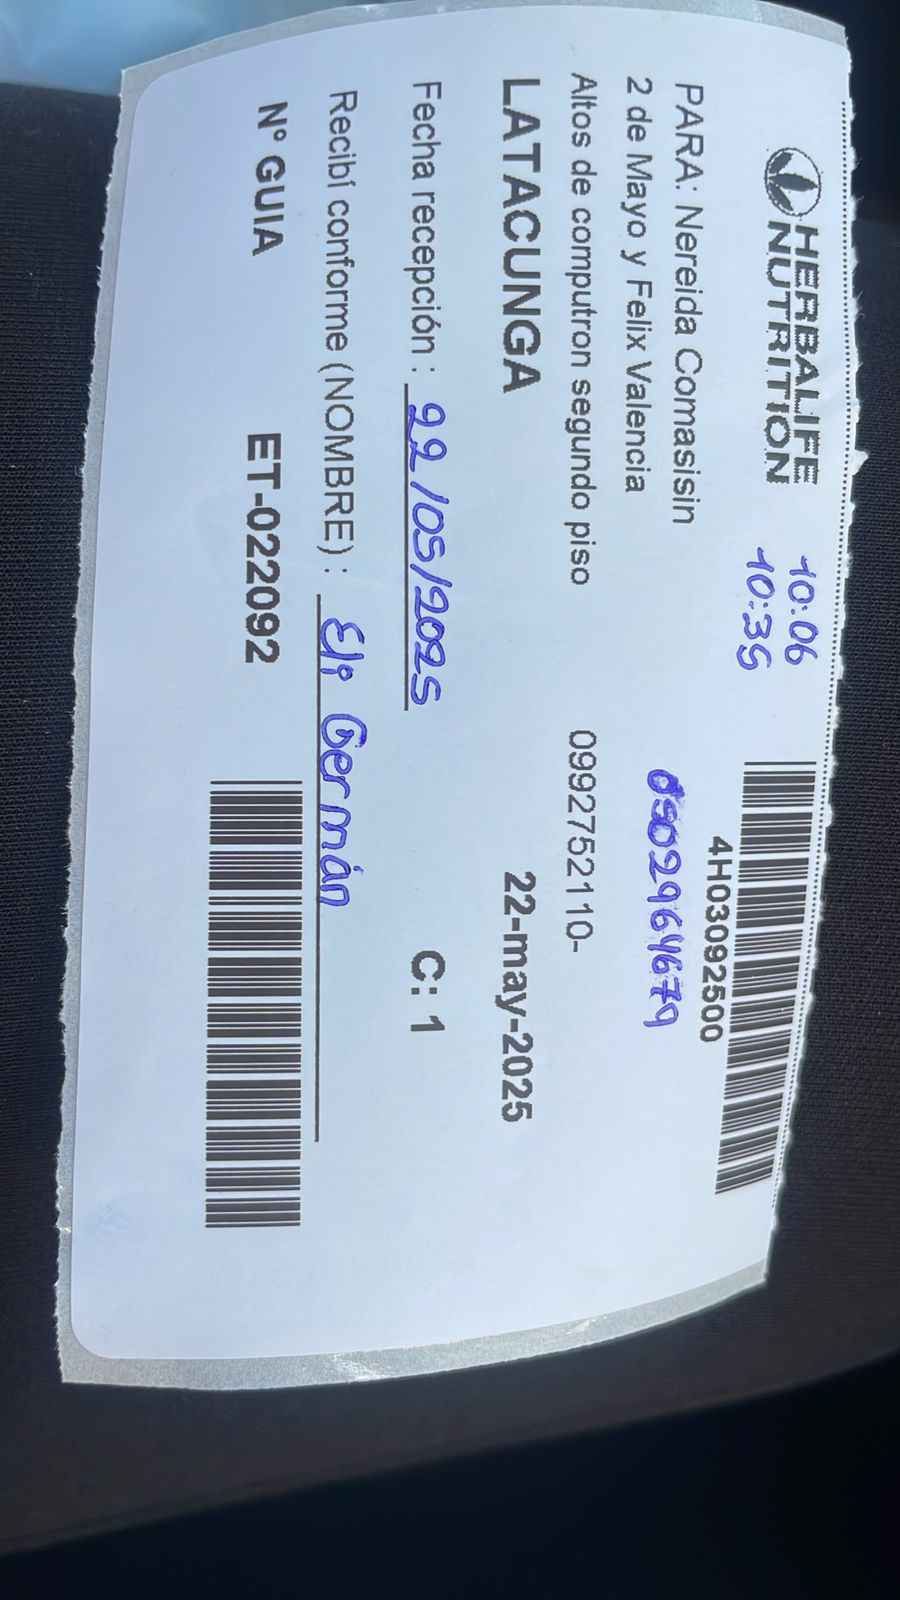 HERBALIFE
NUTRITION
10:06
10:35
4H03092500
PARA: Nereida Comasisin
0502964679
2 de Mayo y Felix Valencia
Altos de computron segundo piso 0992752110-
LATACUNGA 22-may-2025
Fecha recepción : 22/05/2025 C: 1
Recibí conforme (NOMBRE) : Eli Germán
N° GUIA ET-022092